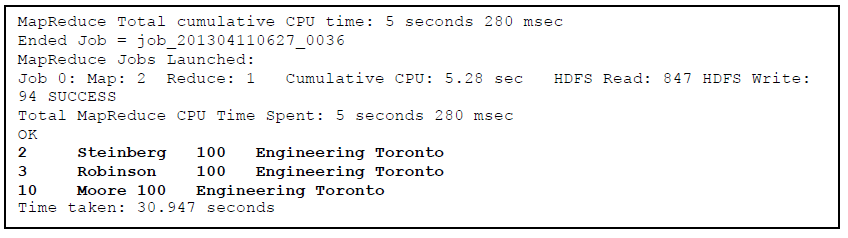 MapReduce Total cumulative CPU time: 5 seconds 280 msec
Ended Job = job_201304110627_0036
MapReduce Jobs Launched:
Job 0: Map: 2  Reduce: 1   Cumulative CPU: 5.28 sec   HDFS Read: 847 HDFS Write:
94 SUCCESS
Total MapReduce CPU Time Spent: 5 seconds 280 msec
OK
2     Steinberg   100   Engineering Toronto
3     Robinson    100   Engineering Toronto
10    Moore 100   Engineering Toronto
Time taken: 30.947 seconds